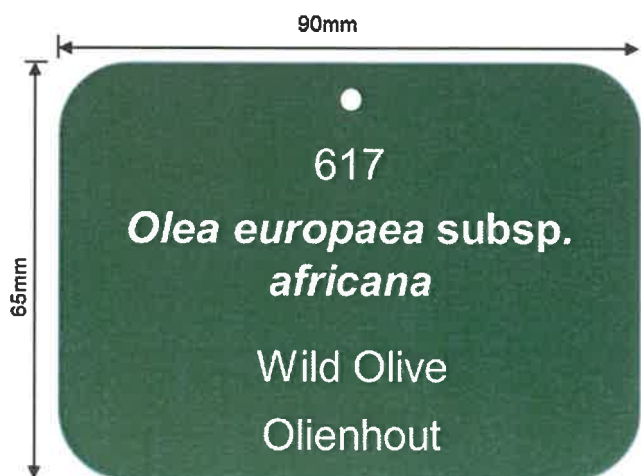 90mm
65mm
617
Olea europaea subsp.
africana
Wild Olive
Olienhout